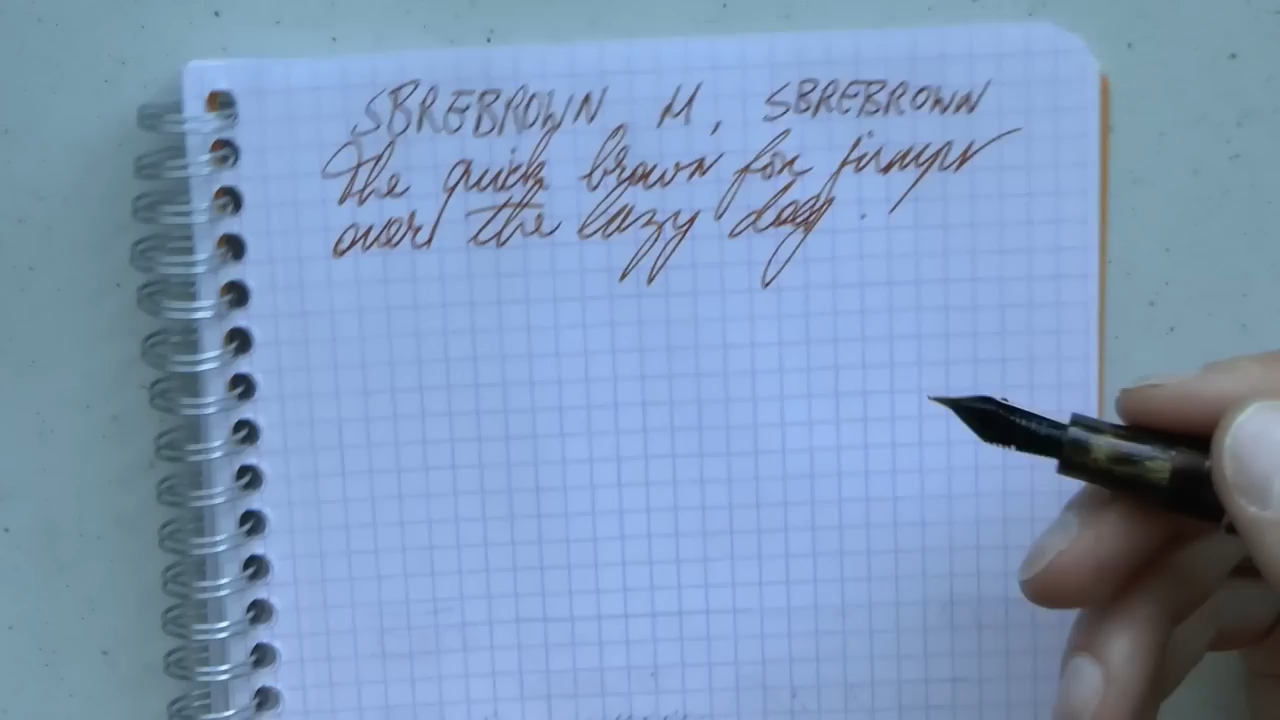 SBREBROWN M, SBREBROWN
The quick brown fox jumps
over the lazy dog.